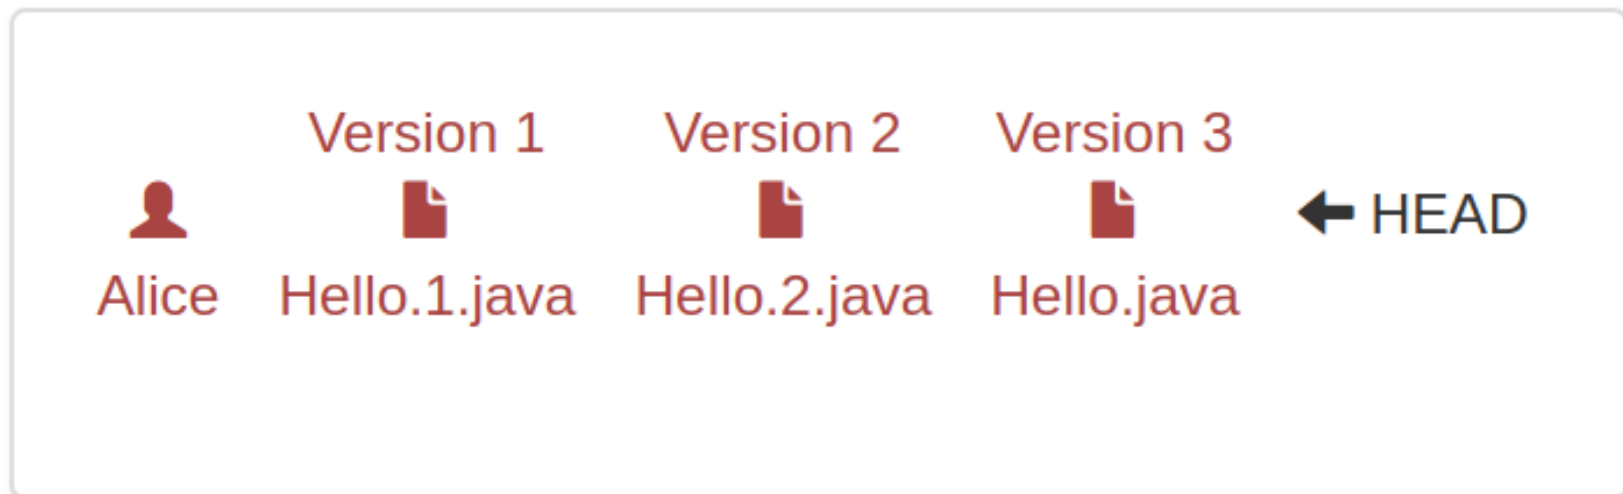 Version 1 Version 2 Version 3
HEAD
Alice Hello.1.java Hello.2.java Hello.java